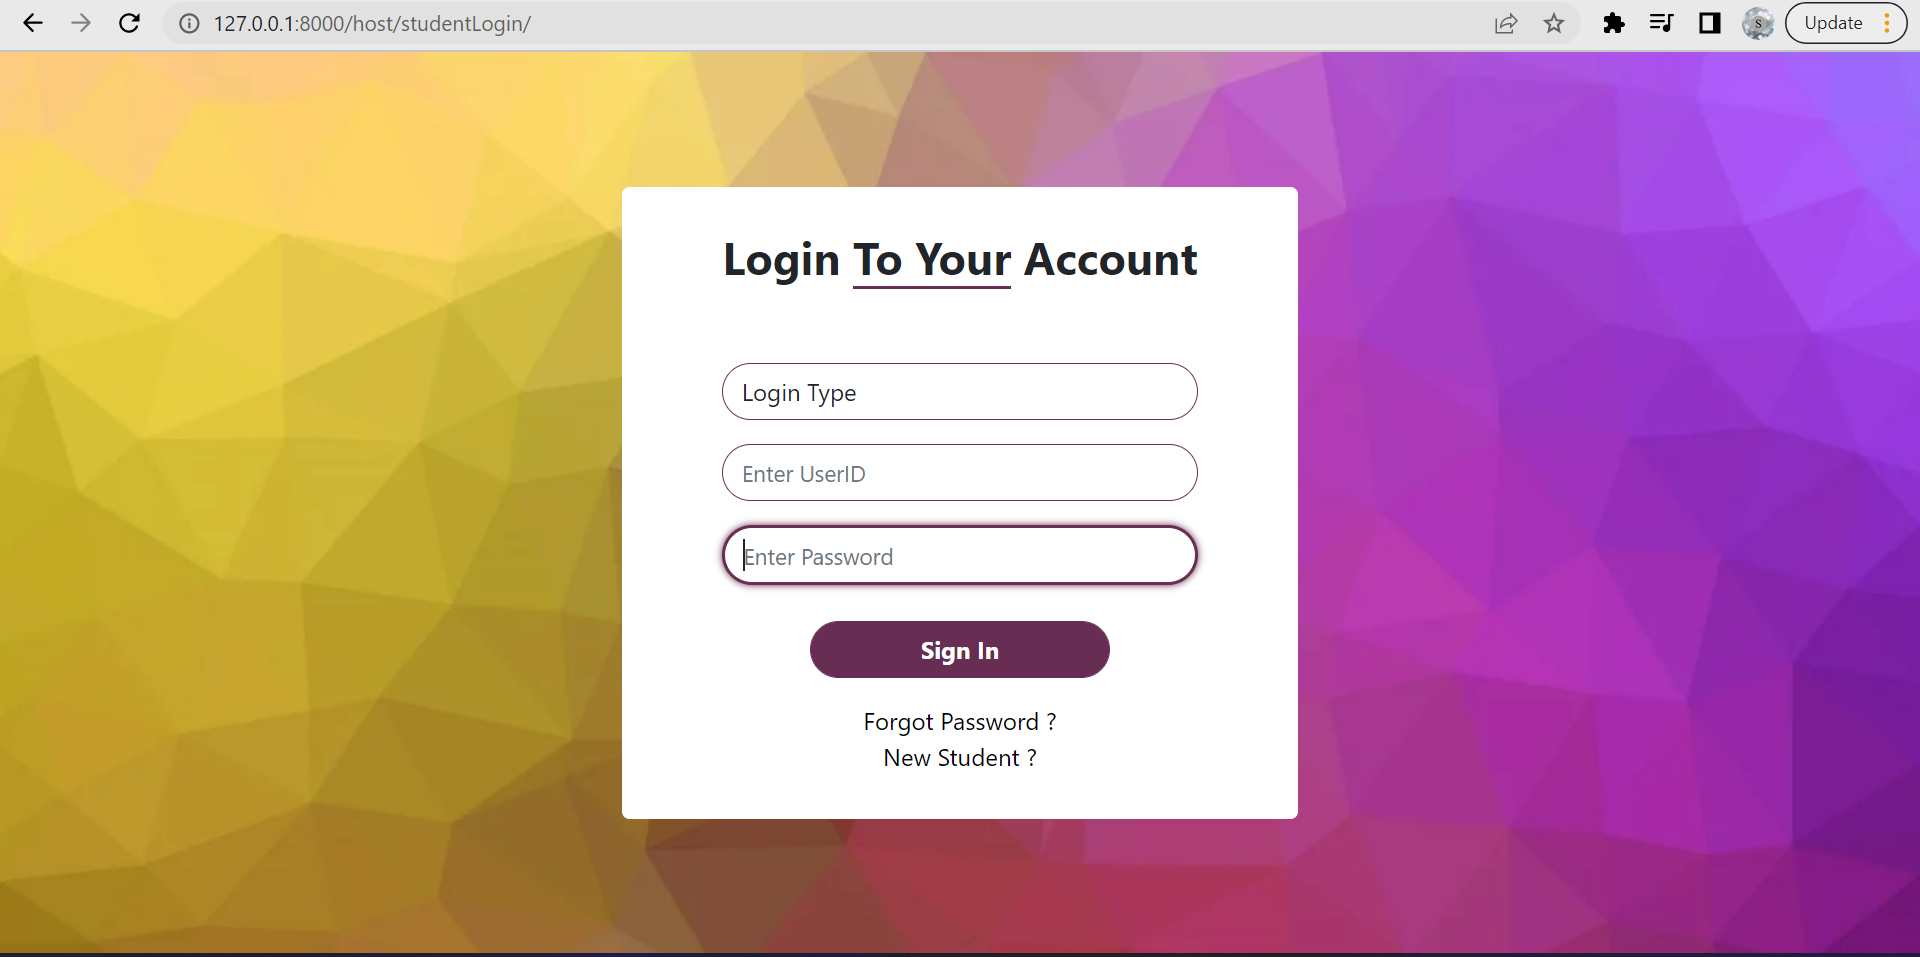 127.0.0.1:8000/host/studentLogin/
S
Update
Login To Your Account
Login Type
Enter UserID
Enter Password
Sign In
Forgot Password ?
New Student ?